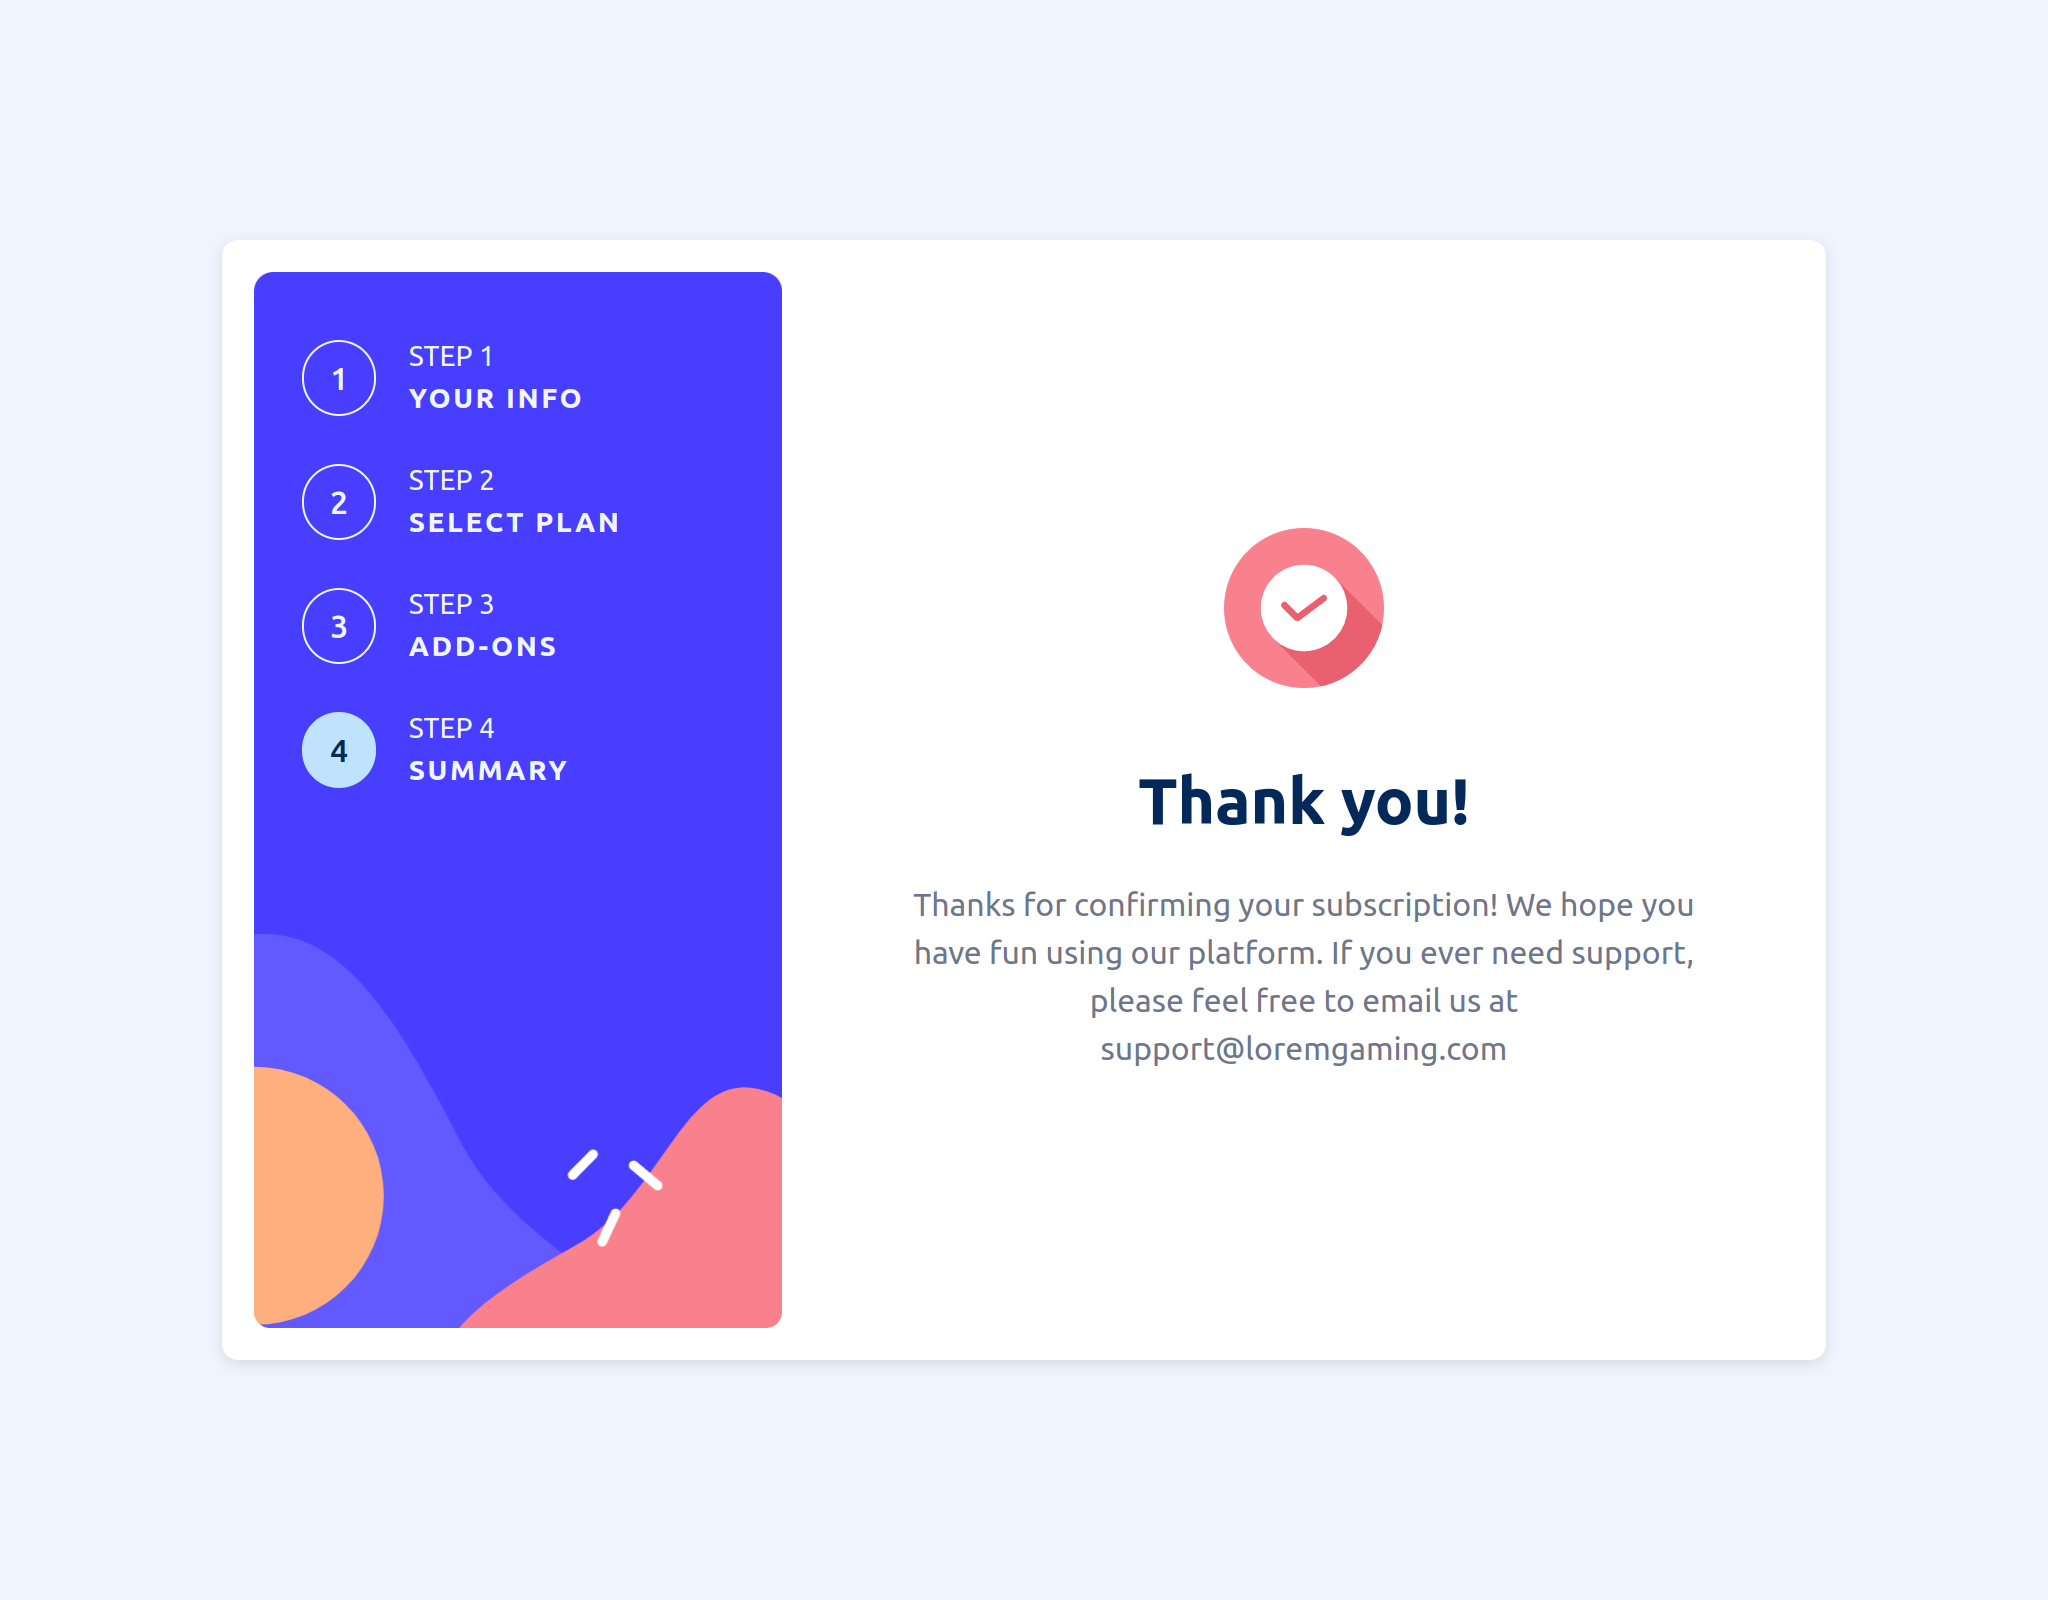 1
STEP 1
YOUR INFO
2
STEP 2
SELECT PLAN
3
STEP 3
ADD-ONS
4
STEP 4
SUMMARY
Thank you!
Thanks for confirming your subscription! We hope you
have fun using our platform. If you ever need support,
please feel free to email us at
support@loremgaming.com